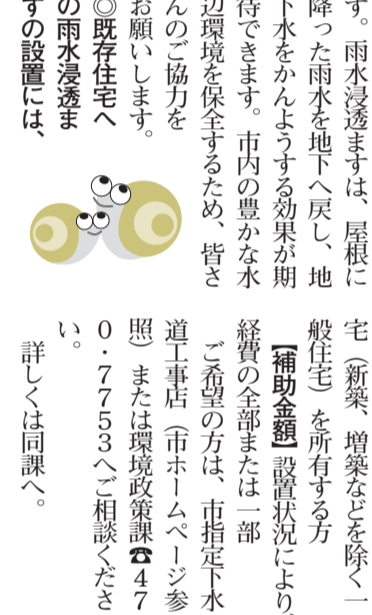 す。雨水浸透ますは、屋根に
降った雨水を地下へ戻し、地
下水をかんようする効果が期
待できます。市内の豊かな水
辺環境を保全するため、皆さ
んのご協力を
お願いします。
◎既存住宅へ
の雨水浸透ま
すの設置には、
宅（新築、増築などを除く一
般住宅）を所有する方
【補助金額】設置状況により、
経費の全部または一部
ご希望の方は、市指定下水
道工事店（市ホームページ参
照）または環境政策課☎47
0・7753へご相談くださ
い。
詳しくは同課へ。